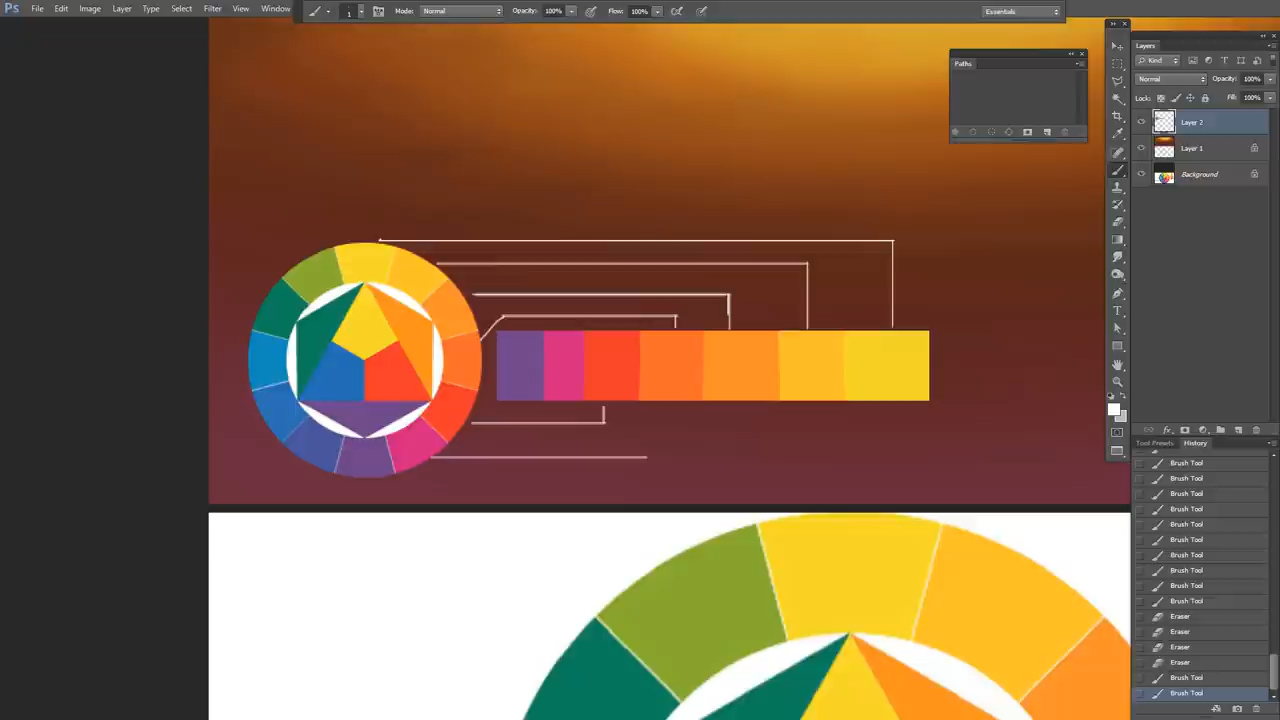 Ps File Edit Image Layer Type Select Filter View Window
1 Mode: Normal Opacity: 100% Flow: 100% Essentials
Paths
Layers
Kind
Normal Opacity: 100%
Lock: Fill: 100%
Layer 2
Layer 1
Background
Tool Presets History
Brush Tool
Brush Tool
Brush Tool
Brush Tool
Brush Tool
Brush Tool
Brush Tool
Brush Tool
Brush Tool
Brush Tool
Eraser
Eraser
Eraser
Eraser
Brush Tool
Brush Tool